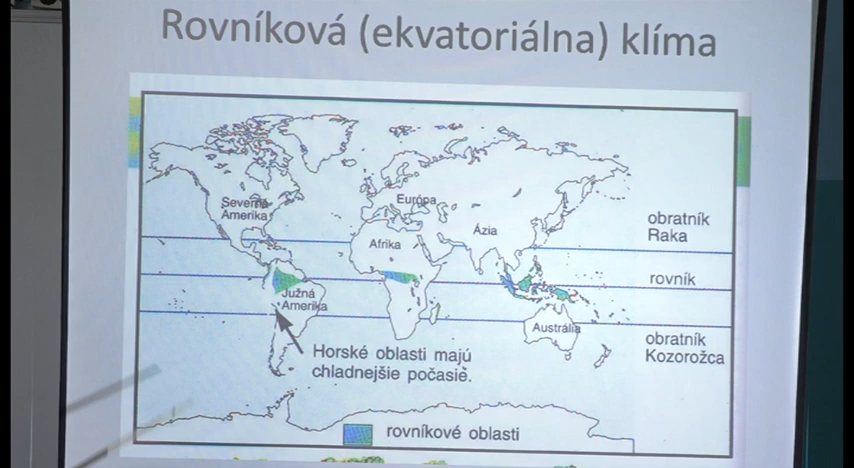 Rovníková (ekvatoriálna) klíma
Severná
Amerika
Európa
Ázia
Afrika
obratník
Raka
rovník
Južná
Amerika
Austrália
obratník
Kozorožca
Horské oblasti majú
chladnejšie počasie.
rovníkové oblasti